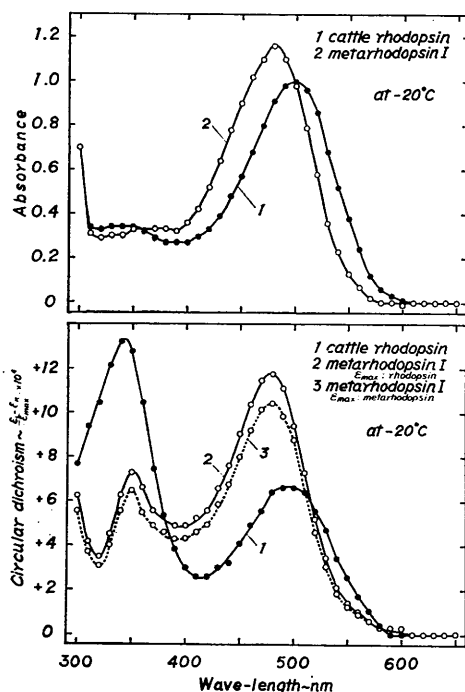 1 cattle rhodopsin
2 metarhodopsin I
at -20°C
Absorbance
1.2
1.0
0.8
0.6
0.4
0.2
0
2
1
1 cattle rhodopsin
2 metarhodopsin I
εmax : rhodopsin
3 metarhodopsin I
εmax : metarhodopsin
at -20°C
Circular dichroism ~
εmax
+12
+10
+8
+6
+4
+2
0
2
3
1
300 400 500 600
Wave-length~nm